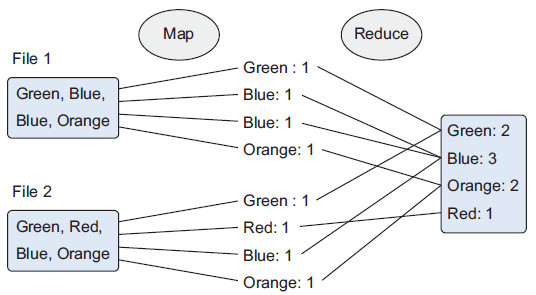 Map
Reduce
File 1
Green, Blue,
Blue, Orange
Green : 1
Blue: 1
Blue: 1
Orange: 1
File 2
Green, Red,
Blue, Orange
Green : 1
Red: 1
Blue: 1
Orange: 1
Green: 2
Blue: 3
Orange: 2
Red: 1